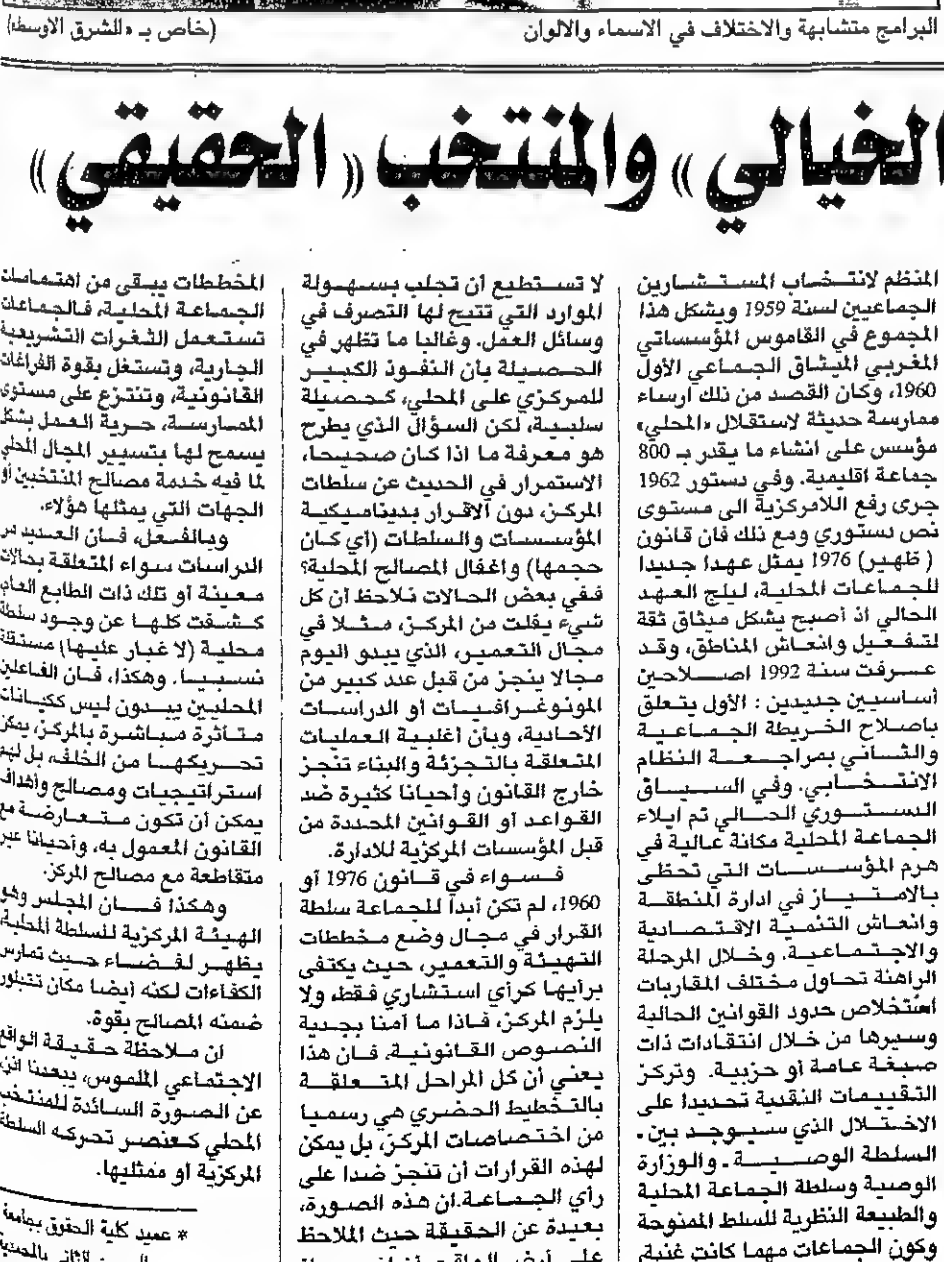 البرامج متشابهة والاختلاف في الاسماء والالوان
(خاص بـ «للشرق الاوسط»)
الخيالي» والمنتخب «الحقيقي»
المنظم لانتخاب المستشارين
الجماعيين لسنة 1959 ويشكل هذا
المجموع في القاموس المؤسساتي
المغربي الميثاق الجماعي الأول
1960، وكان القصد من ذلك ارساء
ممارسة حديثة لاستقلال «المحلي»
مؤسس على انشاء ما يقدر بـ 800
جماعة اقليمية. وفي دستور 1962
جرى رفع اللامركزية الى مستوى
نص دستوري ومع ذلك فان قانون
( ظهير) 1976 يمثل عهدا جديدا
للجماعات المحلية، ليلج العهد
الحالي اذ أصبح يشكل ميثاق ثقة
لتفعيل وانعاش المناطق، وقد
عرفت سنة 1992 اصلاحين
أساسيين جديدين : الأول يتعلق
باصلاح الخريطة الجماعية
والثاني بمراجعة النظام
الانتخابي. وفي السياق
الدستوري الحالي تم ايلاء
الجماعة المحلية مكانة عالية في
هرم المؤسسات التي تحظى
بالامتياز في ادارة المنطقة
وانعاش التنمية الاقتصادية
والاجتماعية. وخلال المرحلة
الراهنة تحاول مختلف المقاربات
استخلاص حدود القوانين الحالية
وسيرها من خلال انتقادات ذات
صيغة عامة أو حزبية. وتركز
التقييمات النقدية تحديدا على
الاختلال الذي سيوجد بين ـ
السلطة الوصية ـ والوزارة
الوصية وسلطة الجماعة المحلية
والطبيعة النظرية للسلط الممنوحة
وكون الجماعات مهما كانت غنية،
لا تستطيع أن تجلب بسهولة
الموارد التي تتيح لها التصرف في
وسائل العمل. وغالبا ما تظهر في
الحصيلة بأن النفوذ الكبير
للمركزي على المحلي، كحصيلة
سلبية، لكن السؤال الذي يطرح
هو معرفة ما اذا كان صحيحا،
الاستمرار في الحديث عن سلطات
المركز، دون الاقرار بديناميكية
المؤسسات والسلطات (أي كان
حجمها) واغفال المصالح المحلية؟
ففي بعض الحالات نلاحظ أن كل
شيء يفلت من المركز، مثلا في
مجال التعمير، الذي يبدو اليوم
مجالا ينجز من قبل عدد كبير من
المونوغرافيات أو الدراسات
الأحادية، وبأن أغلبية العمليات
المتعلقة بالتجزئة والبناء تنجز
خارج القانون وأحيانا كثيرة ضد
القواعد أو القوانين المحددة من
قبل المؤسسات المركزية للادارة.
فسواء في قانون 1976 أو
1960، لم تكن أبدا للجماعة سلطة
القرار في مجال وضع مخططات
التهيئة والتعمير، حيث يكتفى
برأيها كرأي استشاري فقط، ولا
يلزم المركز، فاذا ما آمنا بجدية
النصوص القانونية، فان هذا
يعني أن كل المراحل المتعلقة
بالتخطيط الحضري هي رسميا
من اختصاصات المركز، بل يمكن
لهذه القرارات أن تنجز ضدا على
رأي الجماعة. ان هذه الصورة،
بعيدة عن الحقيقة حيث الملاحظ
على أرض الواقع
المخططات يبقى من اهتمامات
الجماعة المحلية، فالجماعات
تستعمل الثغرات التشريعية
الجارية، وتستغل بقوة الفراغات
القانونية، وتنتزع على مستوى
الممارسة، حرية العمل بشكل
يسمح لها بتسيير المجال المحلي
لما فيه خدمة مصالح المنتخبين أو
الجهات التي يمثلها هؤلاء.
وبالفعل، فان العديد من
الدراسات سواء المتعلقة بحالات
معينة أو تلك ذات الطابع العام،
كشفت كلها عن وجود سلطة
محلية (لا غبار عليها) مستقلة
نسبيا. وهكذا، فان الفاعلين
المحليين يبدون ليس ككيانات
متأثرة مباشرة بالمركز، يمكن
تحريكها من الخلف، بل لهم
استراتيجيات ومصالح وأهداف
يمكن أن تكون متعارضة مع
القانون المعمول به، وأحيانا عبر
متقاطعة مع مصالح المركز.
وهكذا فان المجلس وهو
الهيئة المركزية للسلطة المحلية،
يظهر لفضاء حيث تمارس
الكفاءات لكنه أيضا مكان تتبلور
ضمنه المصالح بقوة.
ان ملاحظة حقيقة الواقع
الاجتماعي الملموس، يبعدنا اذن،
عن الصورة السائدة للمنتخب
المحلي كعنصر تحركه السلطة
المركزية او ممثليها.
* عميد كلية الحقوق بجامعة
الثاني بالمحمدية